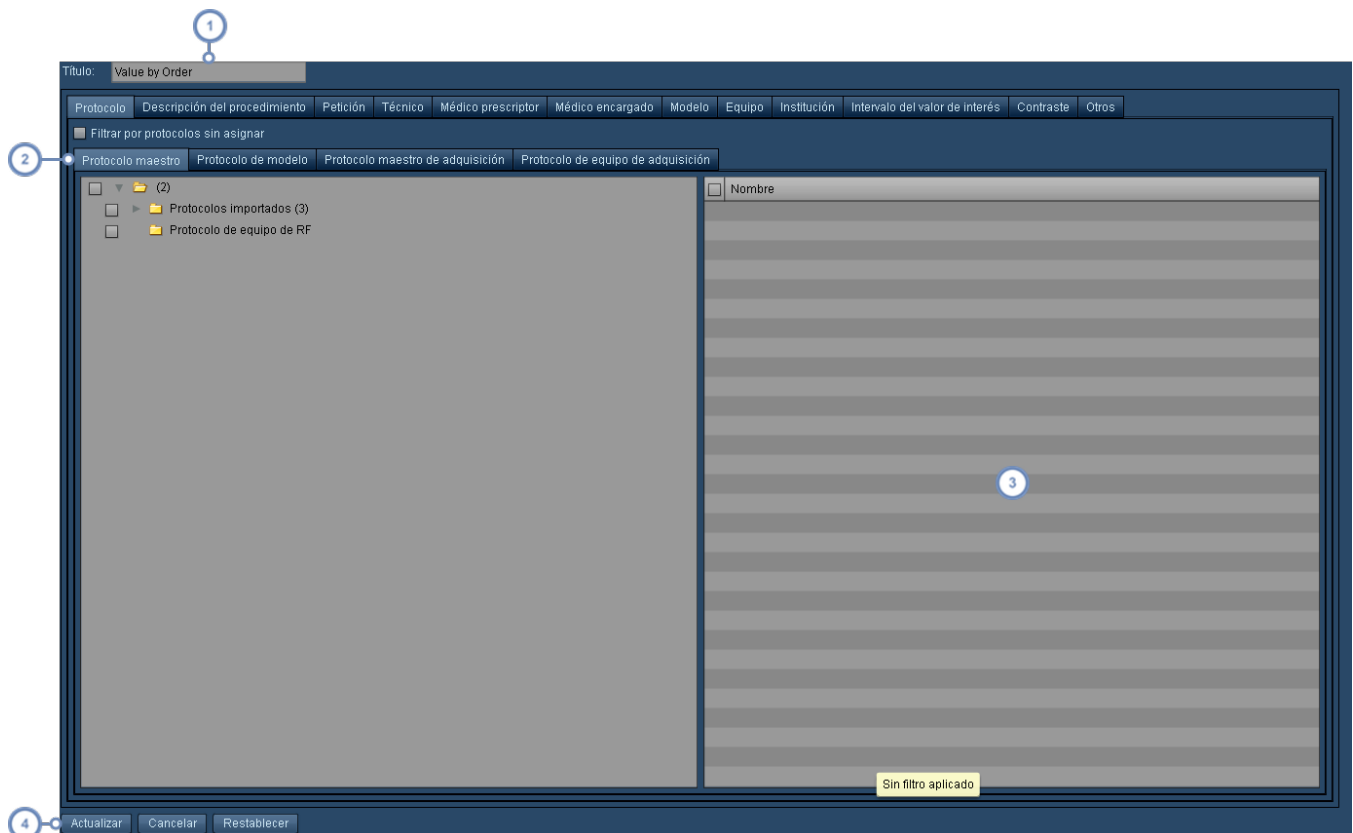 1
Título: Value by Order
Protocolo Descripción del procedimiento Petición Técnico Médico prescriptor Médico encargado Modelo Equipo Institución Intervalo del valor de interés Contraste Otros
Filtrar por protocolos sin asignar
2
Protocolo maestro Protocolo de modelo Protocolo maestro de adquisición Protocolo de equipo de adquisición
(2)
Nombre
Protocolos importados (3)
Protocolo de equipo de RF
3
Sin filtro aplicado
4
Actualizar Cancelar Restablecer